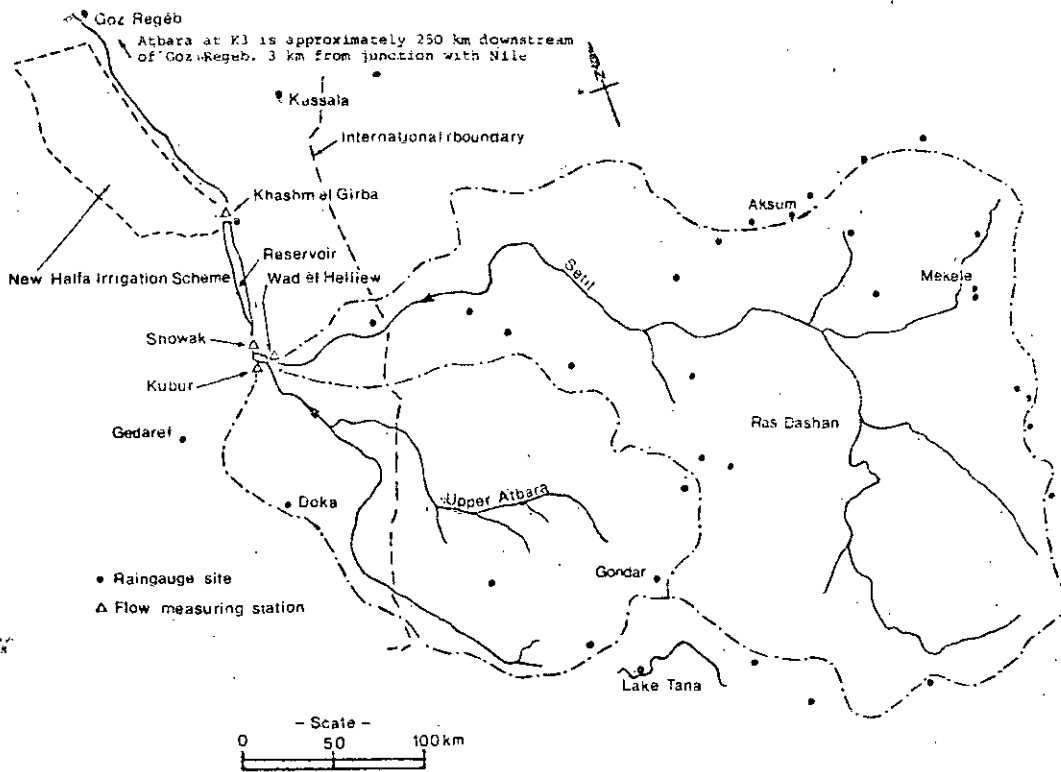 Goz Regeb
Atbara at K3 is approximately 250 km downstream
of Goz Regeb. 3 km from junction with Nile
N
Kassala
International boundary
Khashm el Girba
Aksum
Reservoir
New Halfa Irrigation Scheme
Wad el Helliew
Setit
Mekele
Showak
Kubur
Gedaref
Ras Dashan
Doka
Upper Atbara
Raingauge site
Flow measuring station
Gondar
Lake Tana
- Scale -
0 50 100 km